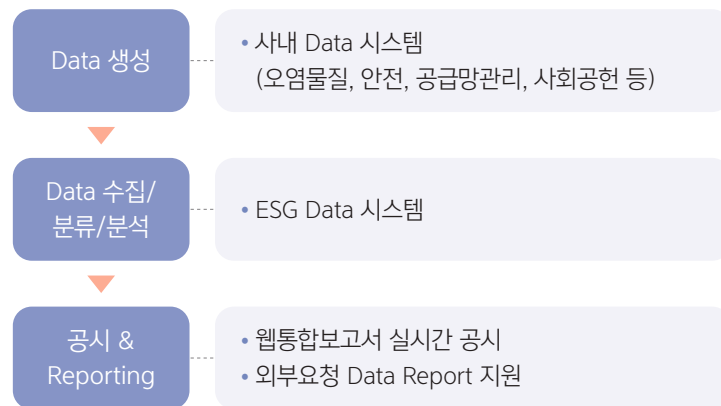 Data 생성
• 사내 Data 시스템
(오염물질, 안전, 공급망관리, 사회공헌 등)
Data 수집/
분류/분석
• ESG Data 시스템
공시 &
Reporting
• 웹통합보고서 실시간 공시
• 외부요청 Data Report 지원